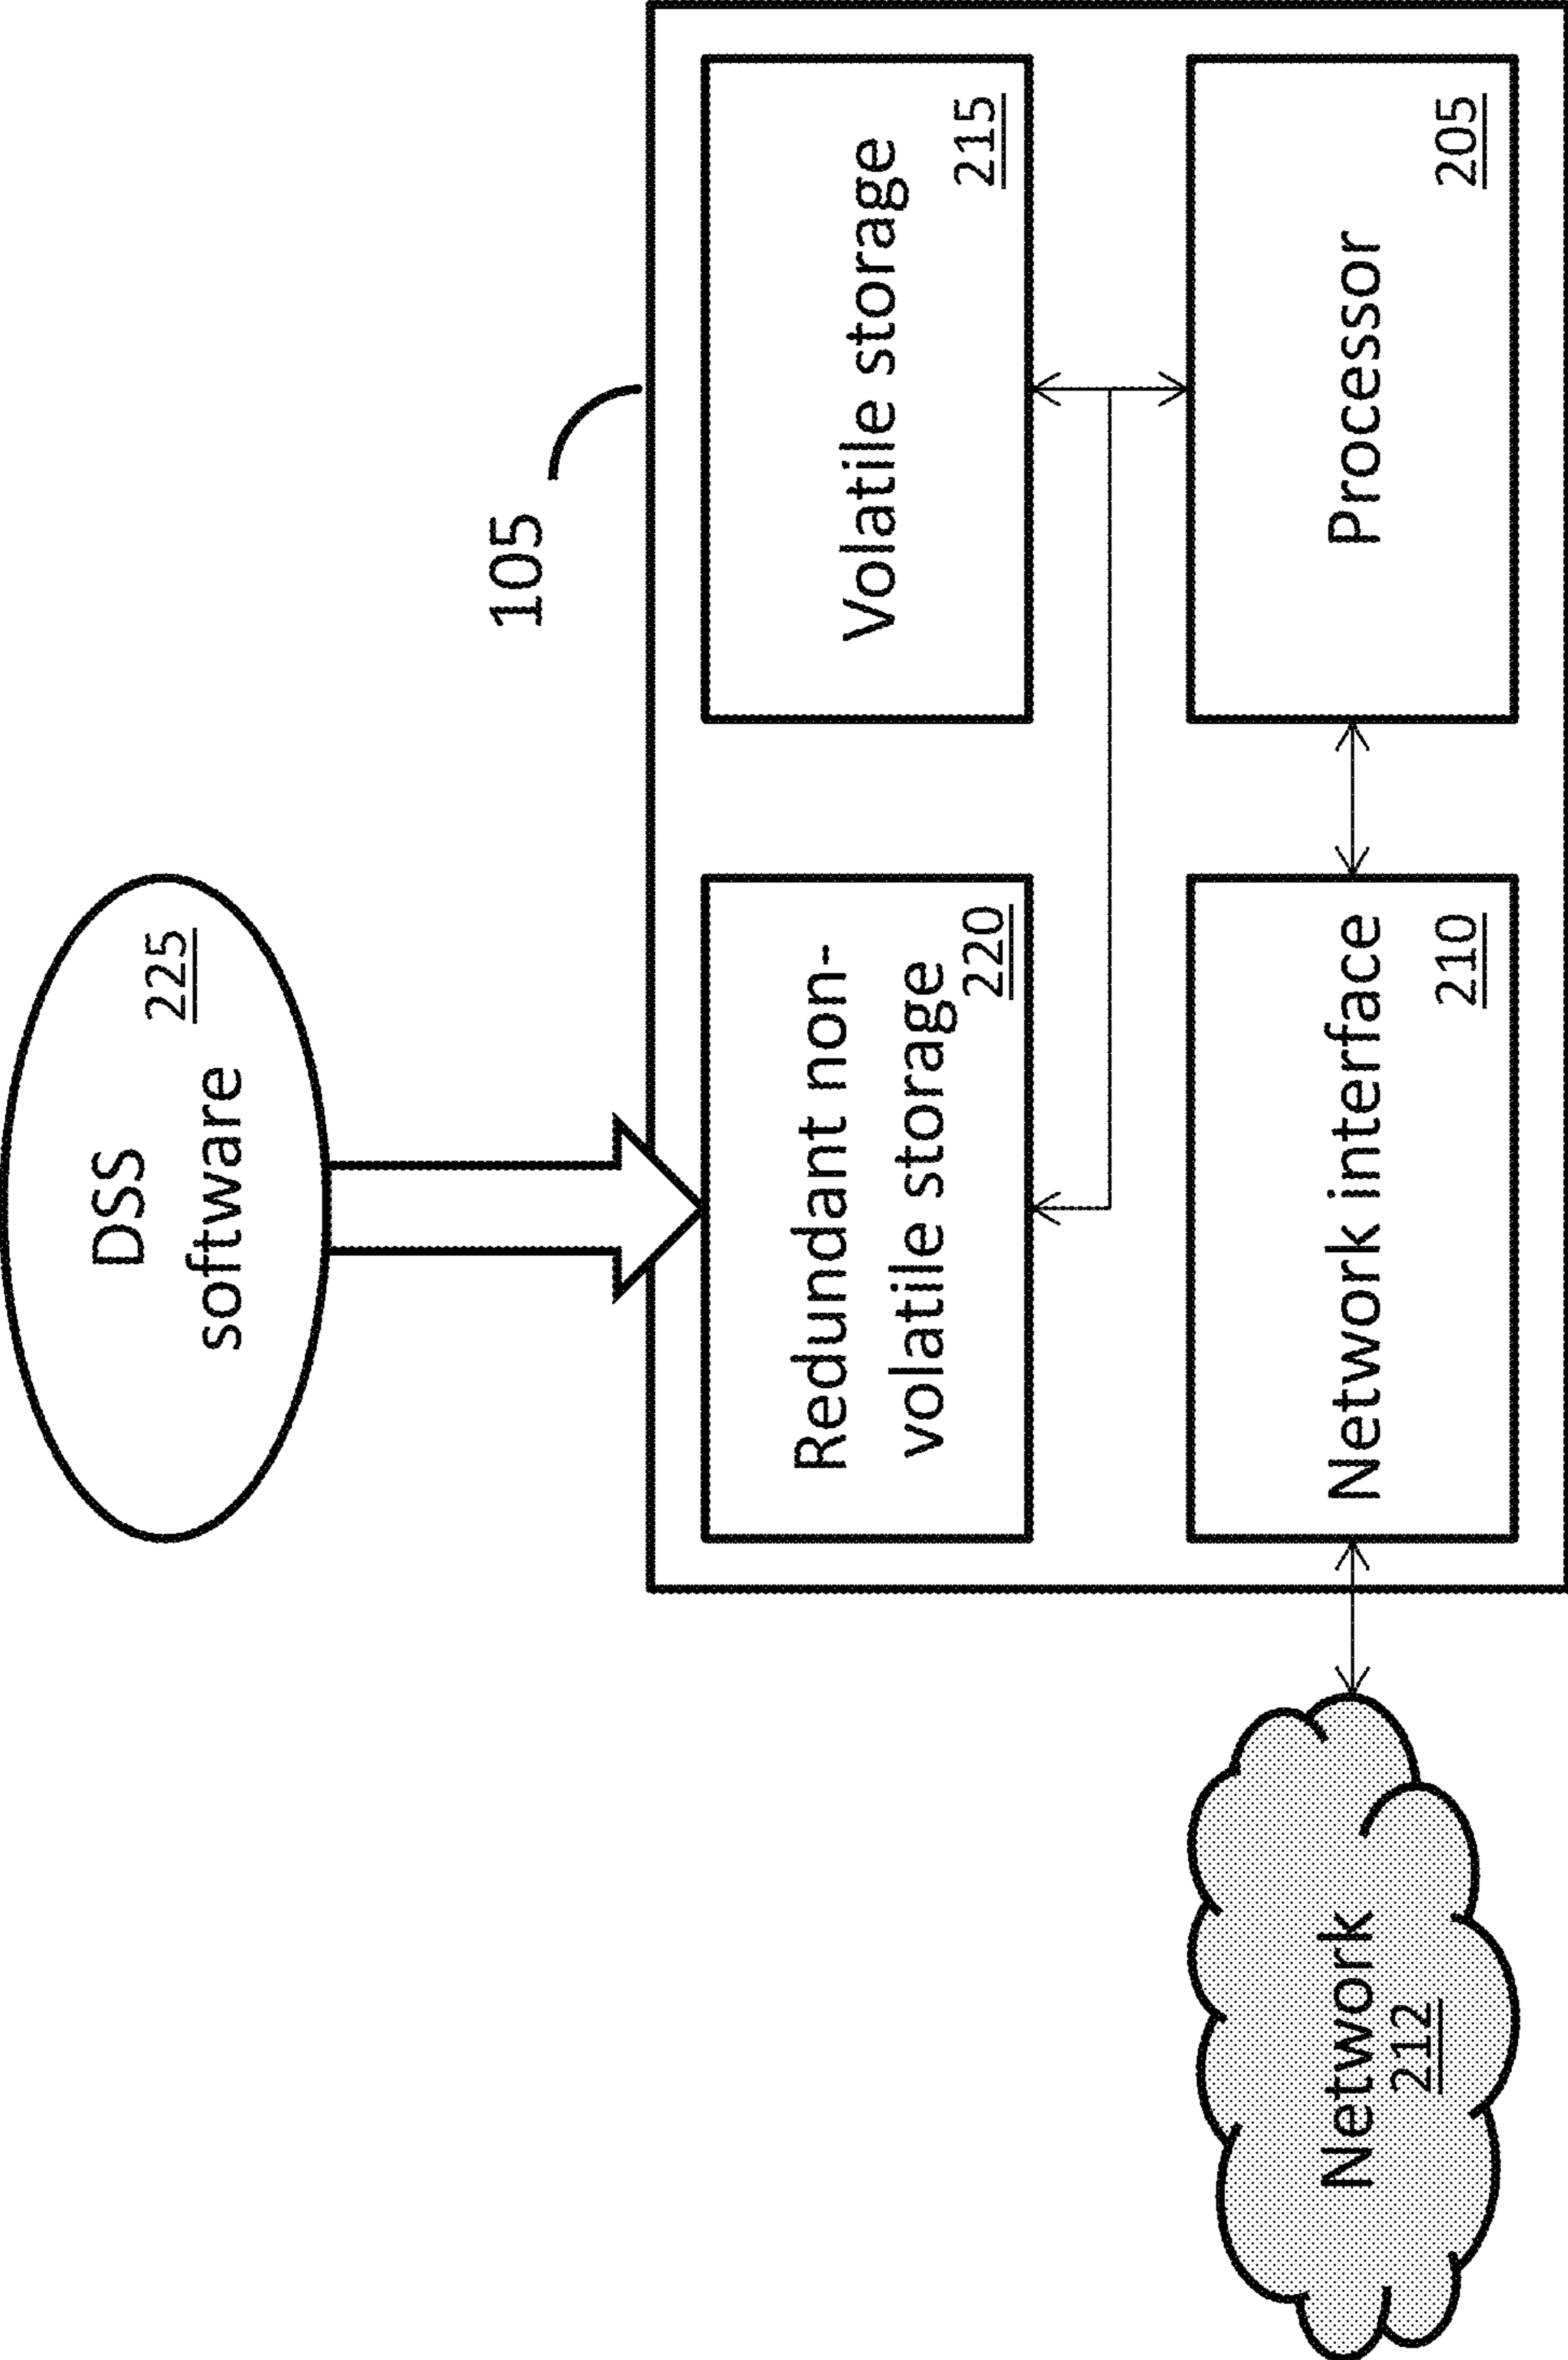 DSS
software
225
105
Redundant non-
volatile storage
220
Volatile storage
215
Network
212
Network interface
210
Processor
205